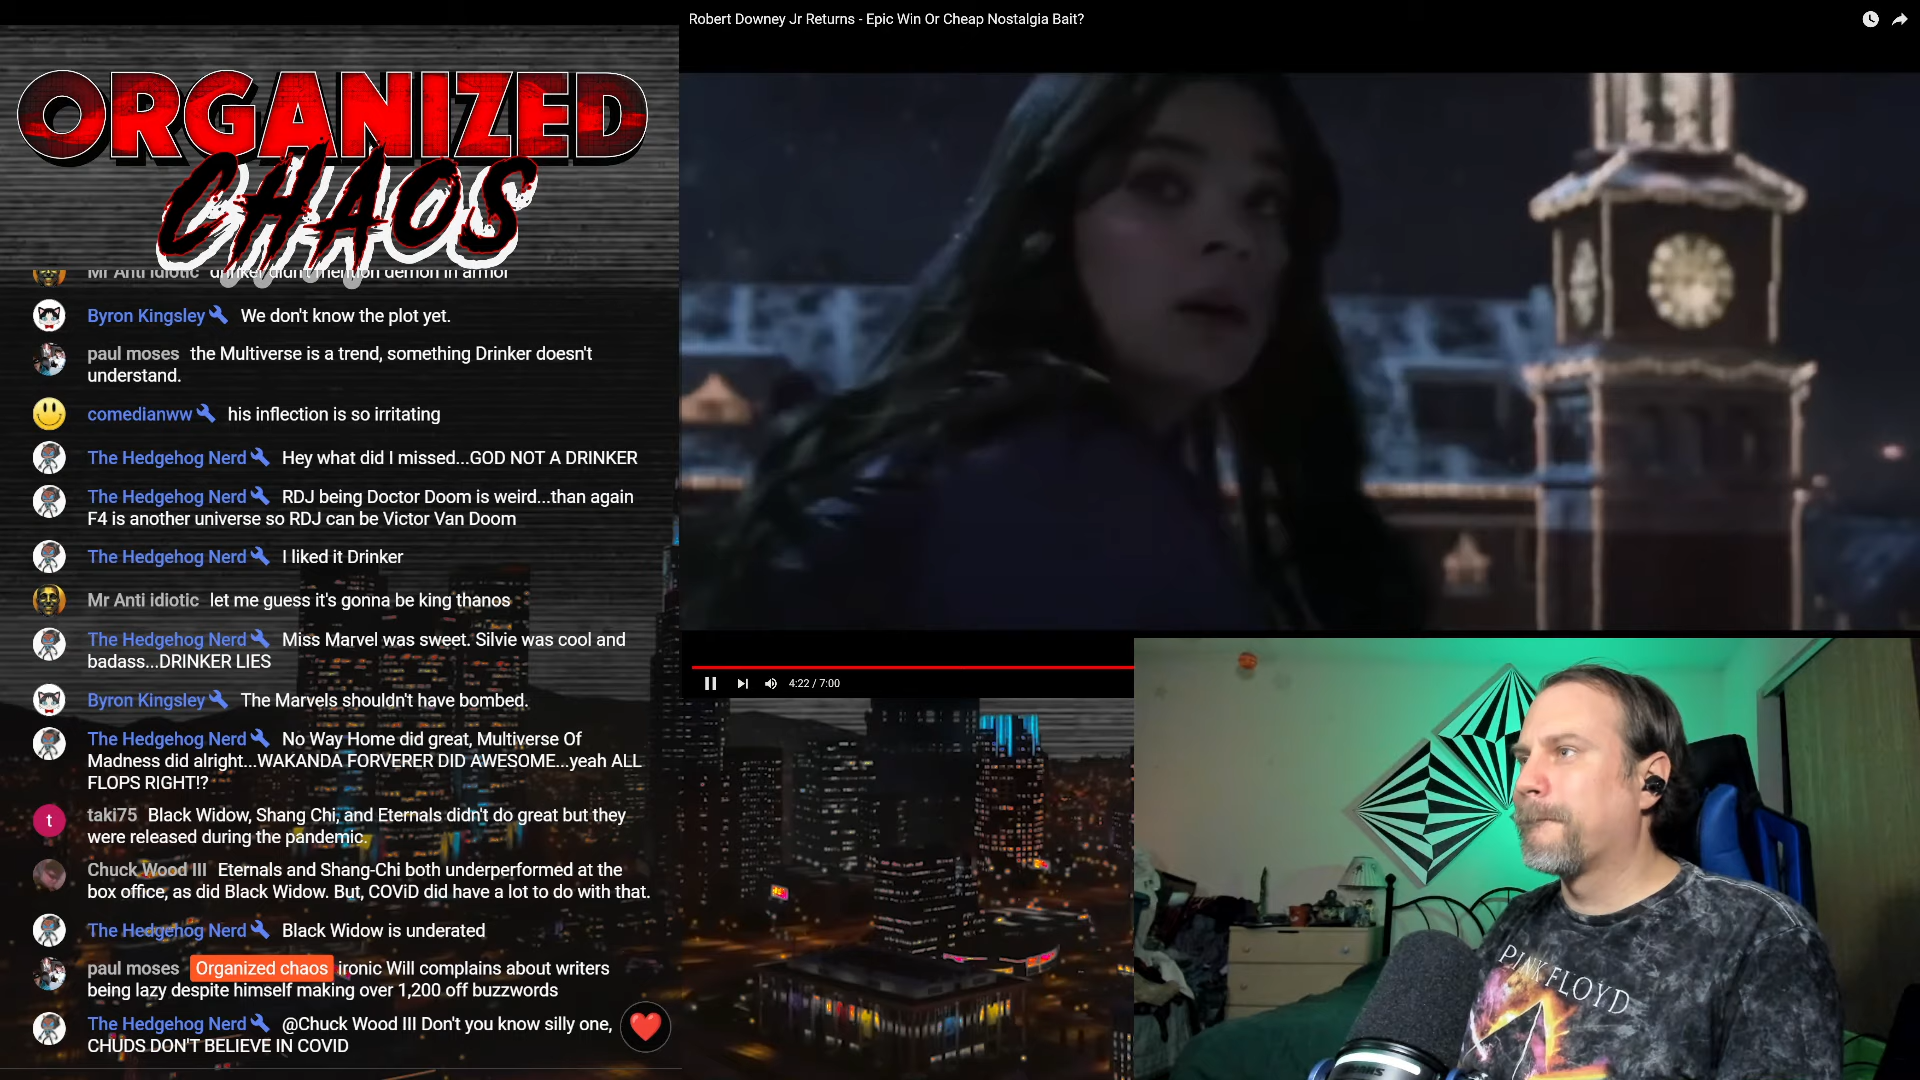 Robert Downey Jr Returns - Epic Win Or Cheap Nostalgia Bait?
ORGANIZED
CHAOS
Mr Anti idiotic drinker didn't mention demon in armor
Byron Kingsley We don't know the plot yet.
paul moses the Multiverse is a trend, something Drinker doesn't
understand.
comedianww his inflection is so irritating
The Hedgehog Nerd Hey what did I missed...GOD NOT A DRINKER
The Hedgehog Nerd RDJ being Doctor Doom is weird...than again
F4 is another universe so RDJ can be Victor Van Doom
The Hedgehog Nerd I liked it Drinker
Mr Anti idiotic let me guess it's gonna be king thanos
The Hedgehog Nerd Miss Marvel was sweet. Silvie was cool and
badass...DRINKER LIES
Byron Kingsley The Marvels shouldn't have bombed.
The Hedgehog Nerd No Way Home did great, Multiverse Of
Madness did alright...WAKANDA FORVERER DID AWESOME...yeah ALL
FLOPS RIGHT!?
t taki75 Black Widow, Shang Chi, and Eternals didn't do great but they
were released during the pandemic.
Chuck Wood III Eternals and Shang-Chi both underperformed at the
box office, as did Black Widow. But, COViD did have a lot to do with that.
The Hedgehog Nerd Black Widow is underated
paul moses Organized chaos ironic Will complains about writers
being lazy despite himself making over 1,200 off buzzwords
The Hedgehog Nerd @Chuck Wood III Don't you know silly one,
CHUDS DON'T BELIEVE IN COVID
4:22 / 7:00
PINK FLOYD